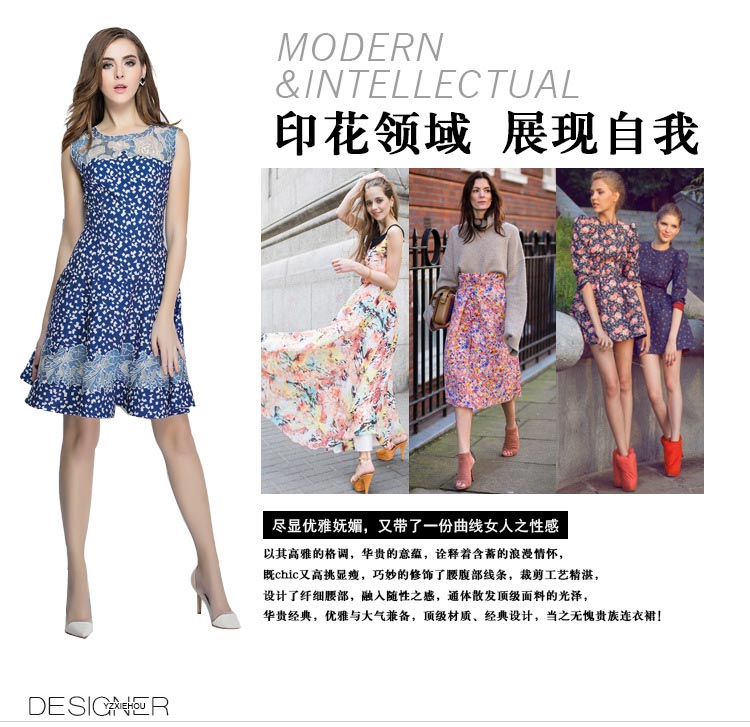 MODERN
&INTELLECTUAL
印花领域 展现自我
尽显优雅妩媚，又带了一份曲线女人之性感
以其高雅的格调，华贵的意蕴，诠释着含蓄的浪漫情怀，
既chic又高挑显瘦，巧妙的修饰了腰腹部线条，裁剪工艺精湛，
设计了纤细腰部，融入随性之感，通体散发顶级面料的光泽，
华贵经典，优雅与大气兼备，顶级材质、经典设计，当之无愧贵族连衣裙！
DESIGNER
YZXIEHOU